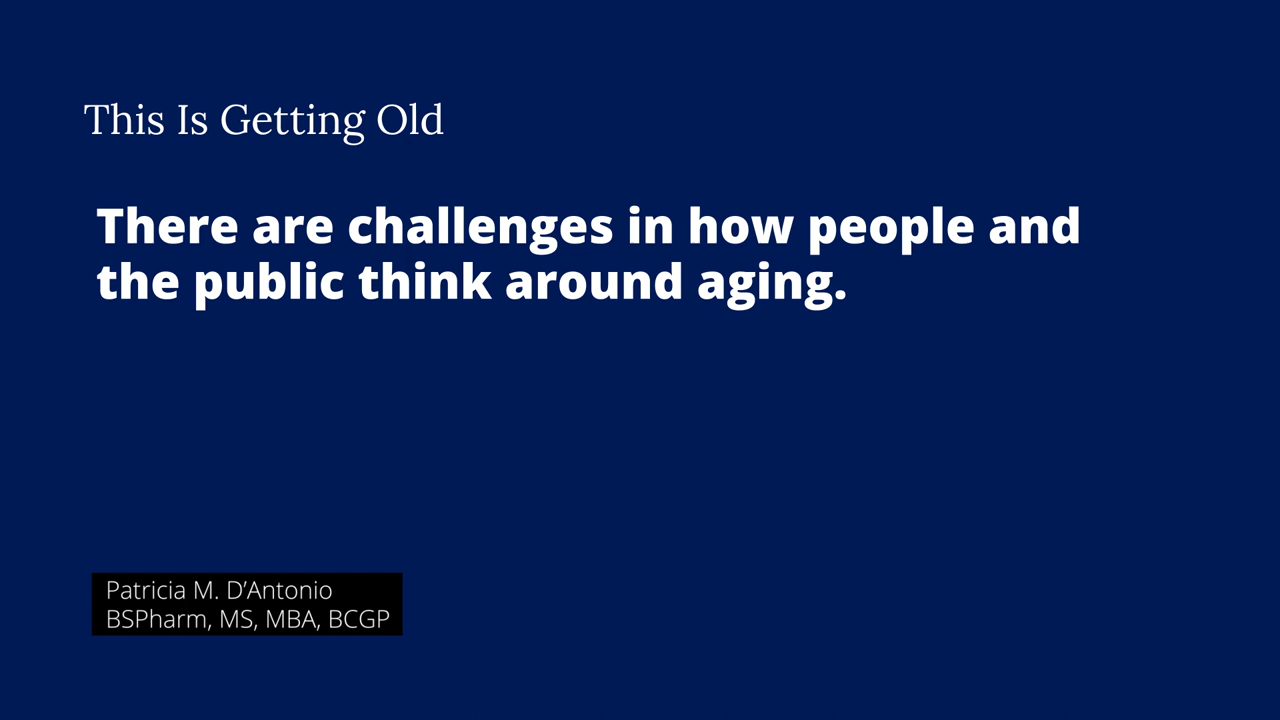 This Is Getting Old
There are challenges in how people and
the public think around aging.
Patricia M. D’Antonio
BSPharm, MS, MBA, BCGP